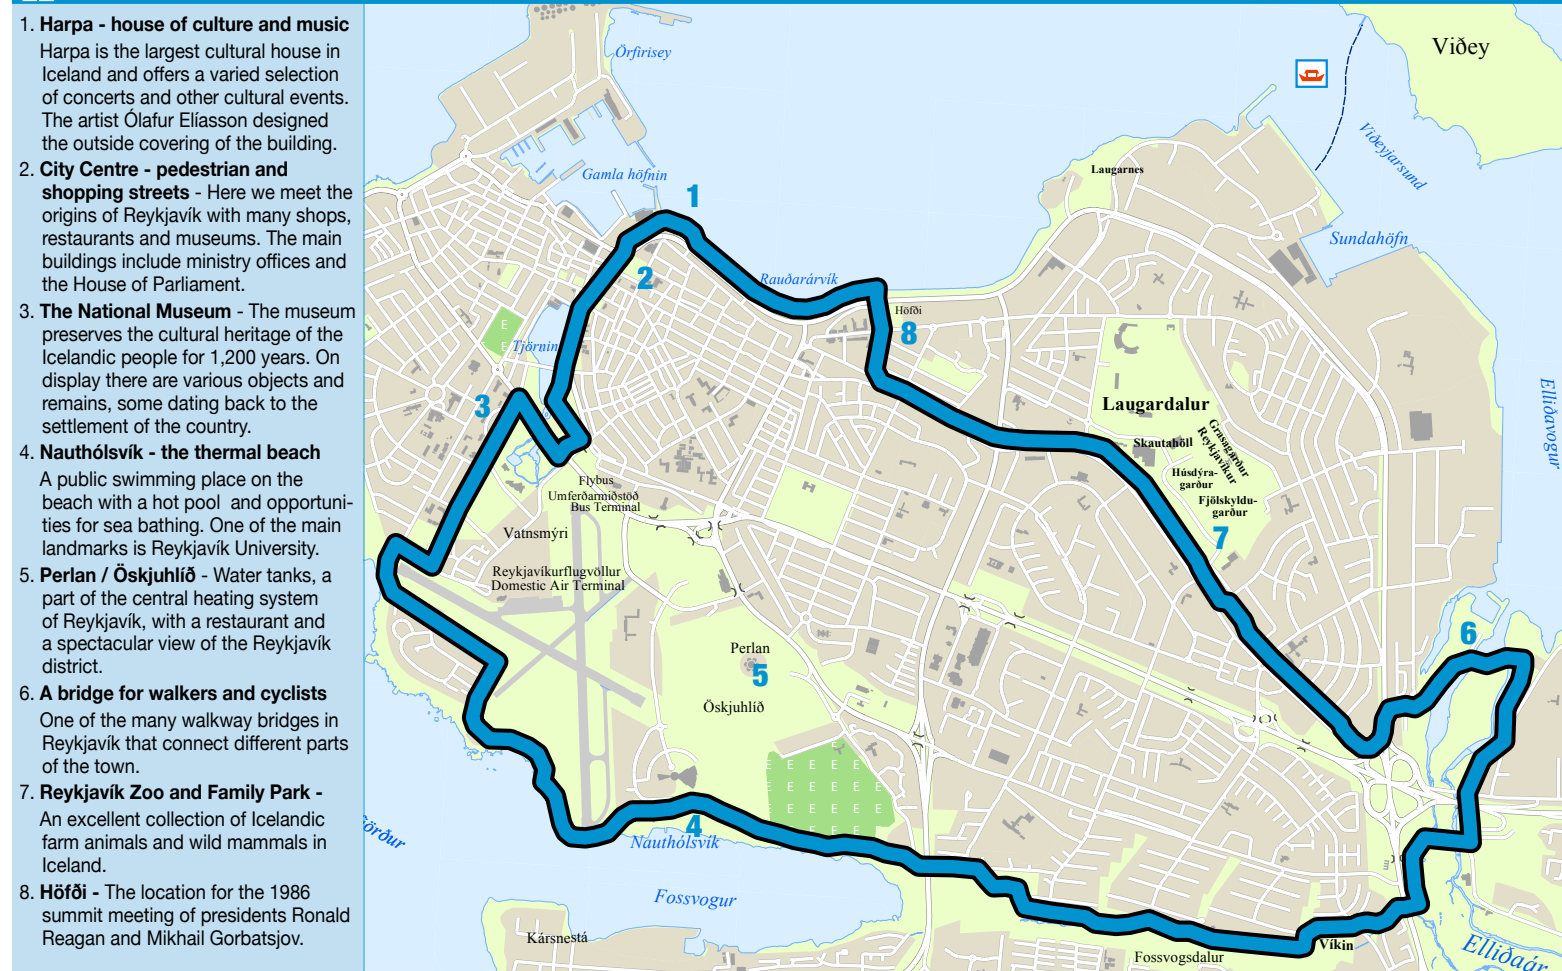 1. Harpa - house of culture and music
Harpa is the largest cultural house in
Iceland and offers a varied selection
of concerts and other cultural events.
The artist Ólafur Elíasson designed
the outside covering of the building.
2. City Centre - pedestrian and
shopping streets - Here we meet the
origins of Reykjavík with many shops,
restaurants and museums. The main
buildings include ministry offices and
the House of Parliament.
3. The National Museum - The museum
preserves the cultural heritage of the
Icelandic people for 1,200 years. On
display there are various objects and
remains, some dating back to the
settlement of the country.
4. Nauthólsvík - the thermal beach
A public swimming place on the
beach with a hot pool and opportuni-
ties for sea bathing. One of the main
landmarks is Reykjavík University.
5. Perlan / Öskjuhlíð - Water tanks, a
part of the central heating system
of Reykjavík, with a restaurant and
a spectacular view of the Reykjavík
district.
6. A bridge for walkers and cyclists
One of the many walkway bridges in
Reykjavík that connect different parts
of the town.
7. Reykjavík Zoo and Family Park -
An excellent collection of Icelandic
farm animals and wild mammals in
Iceland.
8. Höfði - The location for the 1986
summit meeting of presidents Ronald
Reagan and Mikhail Gorbatsjov.
Örfirisey
Viðey
Viðeyjarsund
Laugarnes
Gamla höfnin
1
Sundahöfn
2
Rauðarárvík
Höfði
8
E
E
E
Tjörnin
3
Laugardalur
Elliðavogur
Skautahöll
Grasagarður
Reykjavíkur
Húsdýra-
garður
Fjölskyldu-
garður
7
Flybus
Umferðarmiðstöð
Bus Terminal
Vatnsmýri
Reykjavíkurflugvöllur
Domestic Air Terminal
6
Perlan
5
Öskjuhlíð
E
E E E E E
E E E E E
E E E E E
E E E E
4
Nauthólsvík
örður
Fossvogur
Kársnestá
Víkin
Fossvogsdalur
Elliðaár